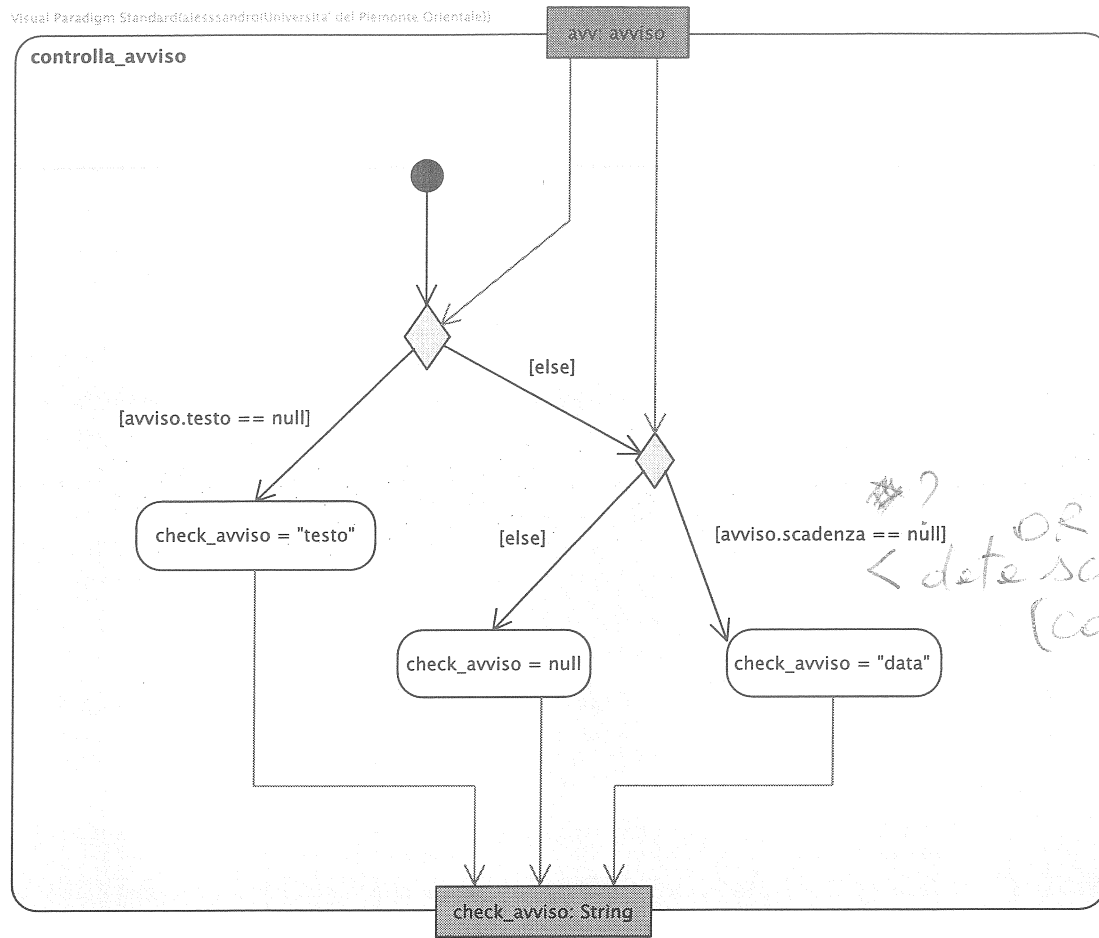 Visual Paradigm Standard(alesssandro(Universita' del Piemonte Orientale))
avv: avviso
controlla_avviso
[else]
[avviso.testo == null]
check_avviso = "testo"
[else]
?
[avviso.scadenza == null]
OR
<
check_avviso = null
check_avviso = "data"
check_avviso: String